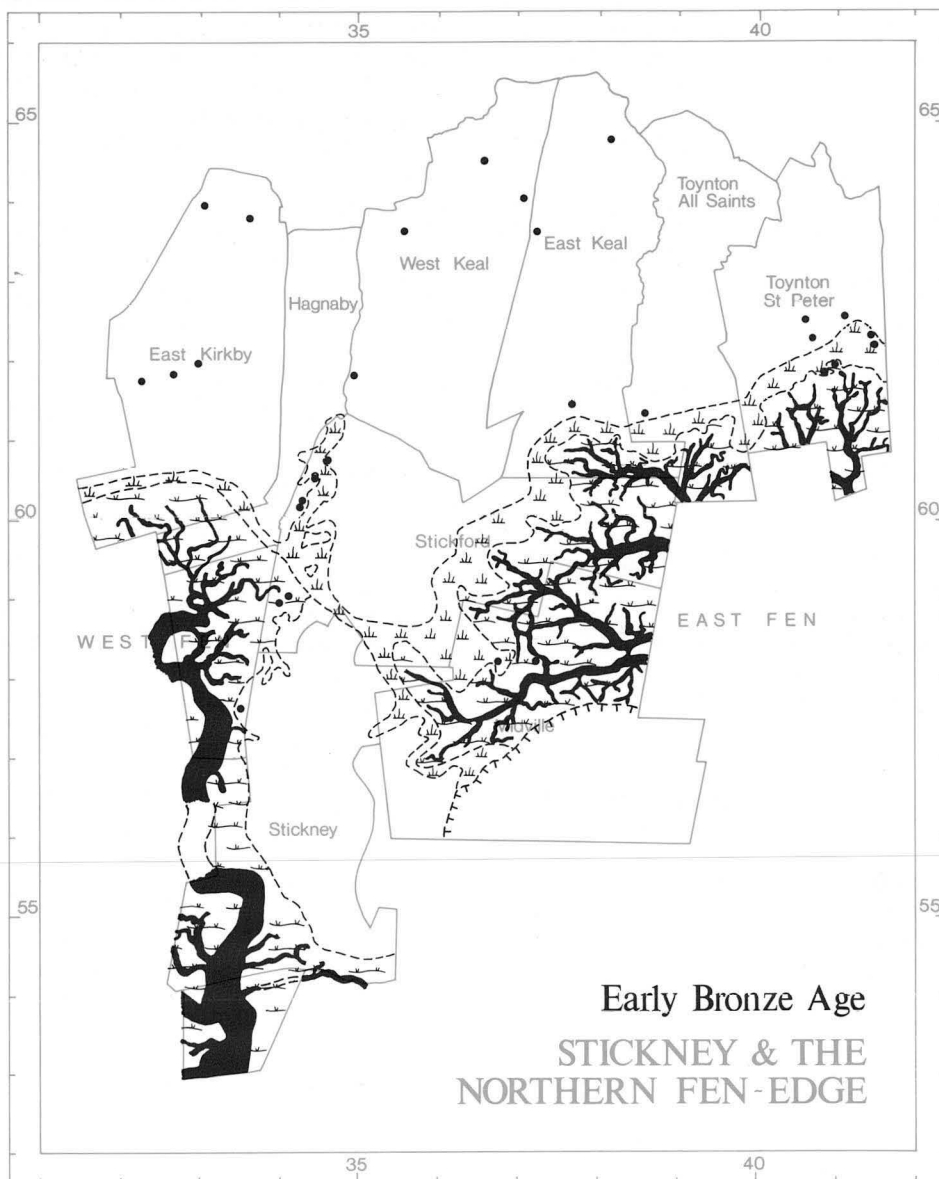 35
40
65
65
Toynton
All Saints
East Keal
West Keal
Hagnaby
Toynton
St Peter
East Kirkby
60
60
Stickford
WEST
EAST FEN
Stickney
55
55
Early Bronze Age
STICKNEY & THE
NORTHERN FEN-EDGE
35
40